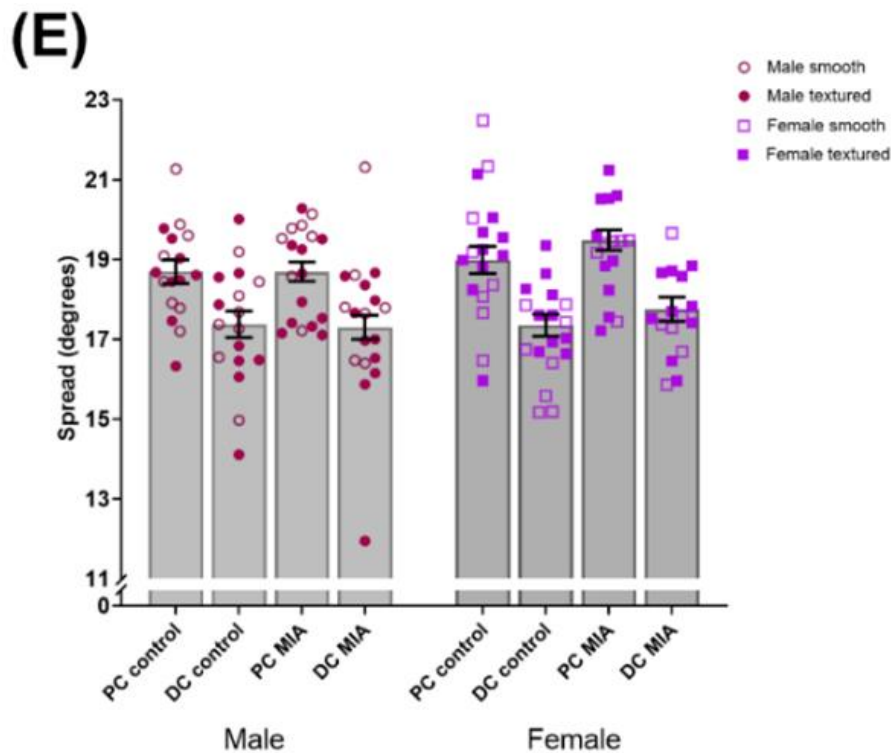 (E)
Male smooth
Male textured
Female smooth
Female textured
Spread (degrees)
23
21
19
17
15
13
11
0
PC control
DC control
PC MIA
DC MIA
PC control
DC control
PC MIA
DC MIA
Male
Female